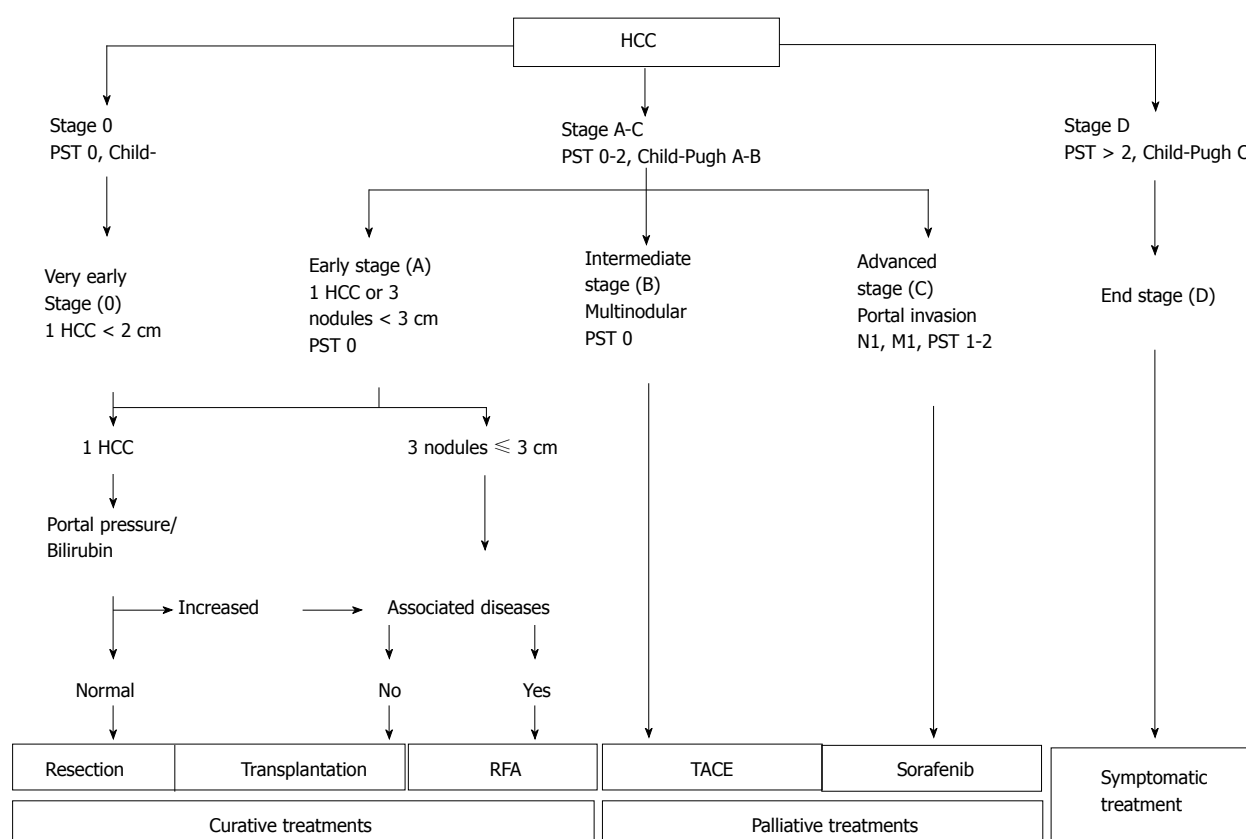 HCC
Stage 0
PST 0, Child-
Stage A-C
PST 0-2, Child-Pugh A-B
Stage D
PST > 2, Child-Pugh C
Very early
Stage (0)
1 HCC < 2 cm
Early stage (A)
1 HCC or 3
nodules < 3 cm
PST 0
Intermediate
stage (B)
Multinodular
PST 0
Advanced
stage (C)
Portal invasion
N1, M1, PST 1-2
End stage (D)
1 HCC
3 nodules ≤ 3 cm
Portal pressure/
Bilirubin
Increased
Associated diseases
Normal
No
Yes
Resection
Transplantation
RFA
TACE
Sorafenib
Symptomatic
treatment
Curative treatments
Palliative treatments